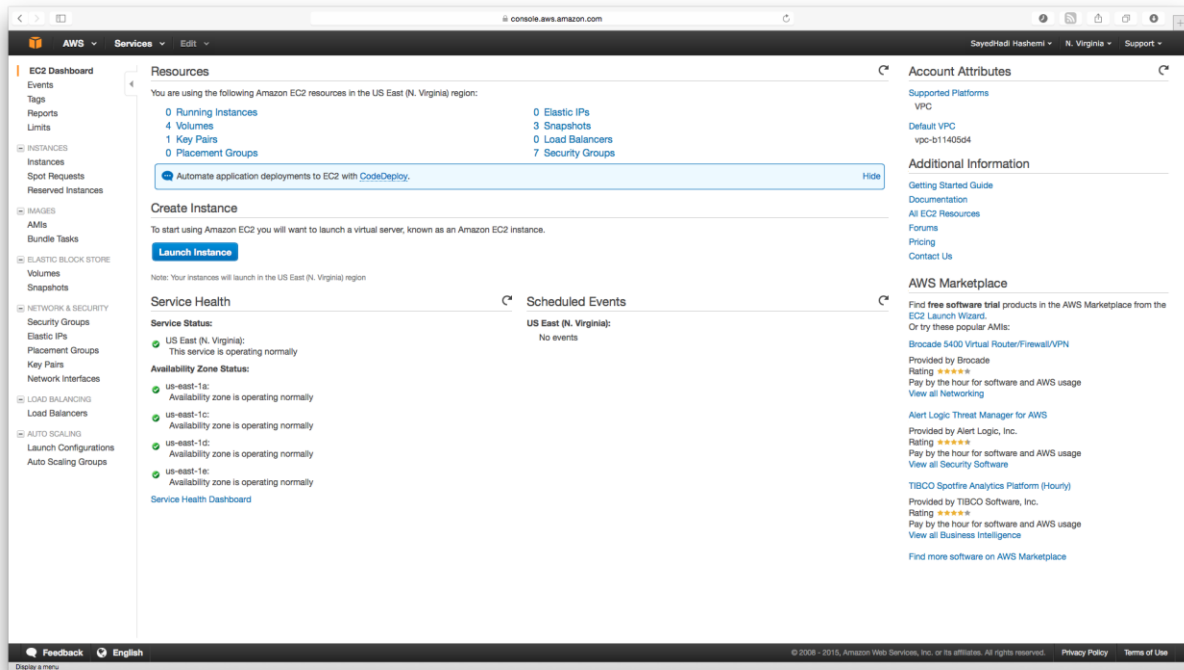 console.aws.amazon.com
AWS
Services
Edit
SayedHadi Hashemi
N. Virginia
Support
EC2 Dashboard
Events
Tags
Reports
Limits
INSTANCES
Instances
Spot Requests
Reserved Instances
IMAGES
AMIs
Bundle Tasks
ELASTIC BLOCK STORE
Volumes
Snapshots
NETWORK & SECURITY
Security Groups
Elastic IPs
Placement Groups
Key Pairs
Network Interfaces
LOAD BALANCING
Load Balancers
AUTO SCALING
Launch Configurations
Auto Scaling Groups
Resources
You are using the following Amazon EC2 resources in the US East (N. Virginia) region:
0 Running Instances
4 Volumes
1 Key Pairs
0 Placement Groups
0 Elastic IPs
3 Snapshots
0 Load Balancers
7 Security Groups
Automate application deployments to EC2 with CodeDeploy.
Hide
Create Instance
To start using Amazon EC2 you will want to launch a virtual server, known as an Amazon EC2 instance.
Launch Instance
Note: Your instances will launch in the US East (N. Virginia) region
Service Health
Service Status:
US East (N. Virginia):
This service is operating normally
Availability Zone Status:
us-east-1a:
Availability zone is operating normally
us-east-1c:
Availability zone is operating normally
us-east-1d:
Availability zone is operating normally
us-east-1e:
Availability zone is operating normally
Service Health Dashboard
Scheduled Events
US East (N. Virginia):
No events
Account Attributes
Supported Platforms
VPC
Default VPC
vpc-b11405d4
Additional Information
Getting Started Guide
Documentation
All EC2 Resources
Forums
Pricing
Contact Us
AWS Marketplace
Find free software trial products in the AWS Marketplace from the
EC2 Launch Wizard.
Or try these popular AMIs:
Brocade 5400 Virtual Router/Firewall/VPN
Provided by Brocade
Rating
Pay by the hour for software and AWS usage
View all Networking
Alert Logic Threat Manager for AWS
Provided by Alert Logic, Inc.
Rating
Pay by the hour for software and AWS usage
View all Security Software
TIBCO Spotfire Analytics Platform (Hourly)
Provided by TIBCO Software, Inc.
Rating
Pay by the hour for software and AWS usage
View all Business Intelligence
Find more software on AWS Marketplace
Feedback
English
© 2008 - 2015, Amazon Web Services, Inc. or its affiliates. All rights reserved.
Privacy Policy
Terms of Use
Display a menu